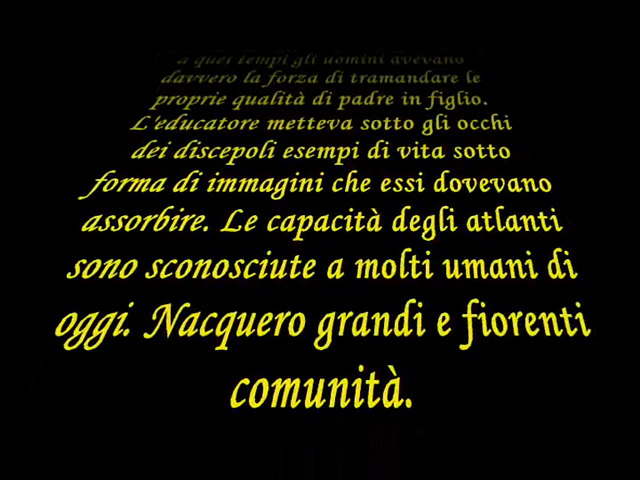 a quei tempi gli uomini avevano
davvero la forza di tramandare le
proprie qualità di padre in figlio.
L'educatore metteva sotto gli occhi
dei discepoli esempi di vita sotto
forma di immagini che essi dovevano
assorbire. Le capacità degli atlanti
sono sconosciute a molti umani di
oggi. Nacquero grandi e fiorenti
comunità.